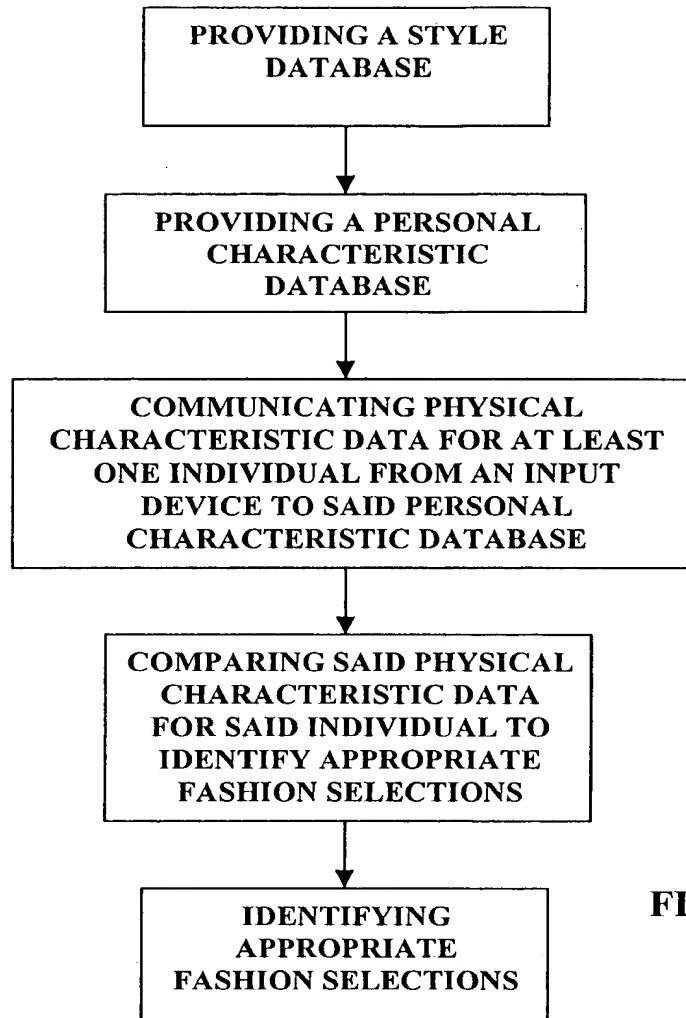 PROVIDING A STYLE
DATABASE
PROVIDING A PERSONAL
CHARACTERISTIC
DATABASE
COMMUNICATING PHYSICAL
CHARACTERISTIC DATA FOR AT LEAST
ONE INDIVIDUAL FROM AN INPUT
DEVICE TO SAID PERSONAL
CHARACTERISTIC DATABASE
COMPARING SAID PHYSICAL
CHARACTERISTIC DATA
FOR SAID INDIVIDUAL TO
IDENTIFY APPROPRIATE
FASHION SELECTIONS
IDENTIFYING
APPROPRIATE
FASHION SELECTIONS